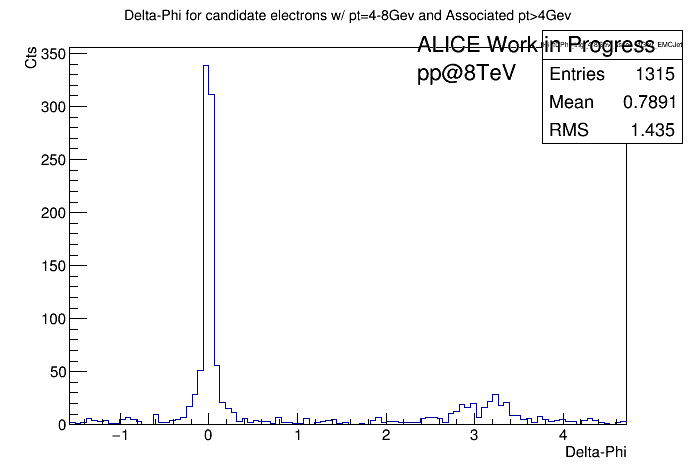 Delta-Phi for candidate electrons w/ pt=4-8Gev and Associated pt>4Gev
Cts
350
300
250
200
150
100
50
0
ALICE Work in Progress
pp@8TeV
EMCJet
Entries 1315
Mean 0.7891
RMS 1.435
−1 0 1 2 3 4
Delta-Phi